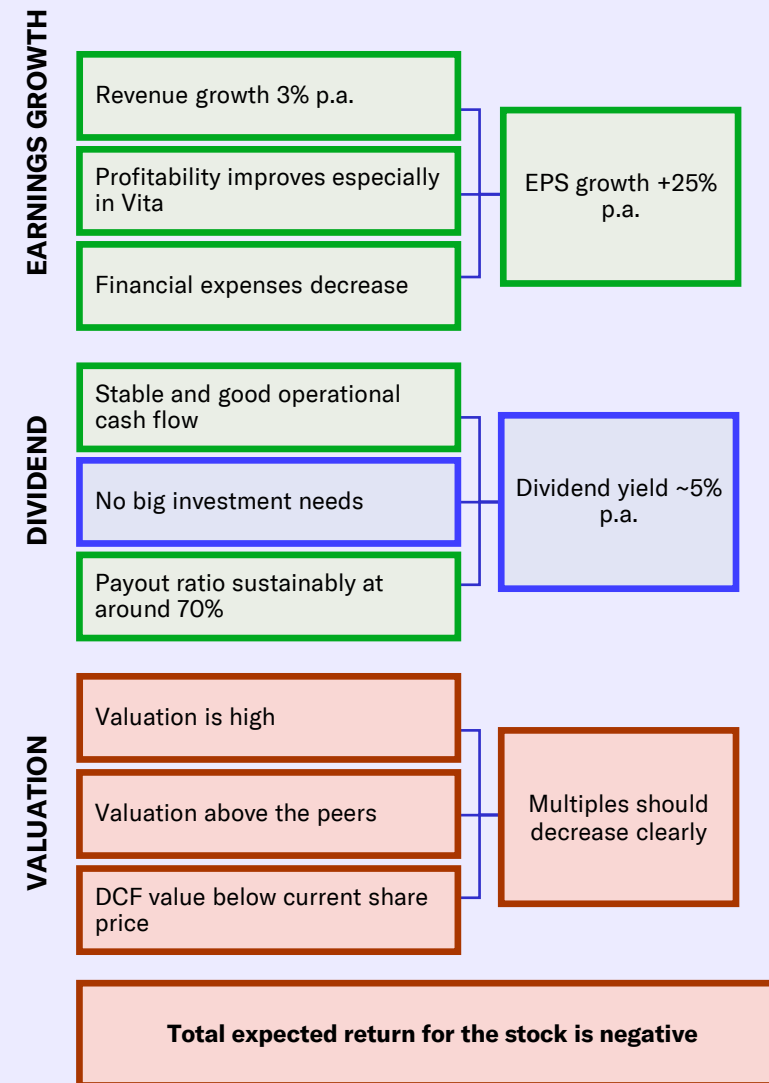 EARNINGS GROWTH
Revenue growth 3% p.a.
Profitability improves especially
in Vita
Financial expenses decrease
EPS growth +25%
p.a.
DIVIDEND
Stable and good operational
cash flow
No big investment needs
Payout ratio sustainably at
around 70%
Dividend yield ~5%
p.a.
VALUATION
Valuation is high
Valuation above the peers
DCF value below current share
price
Multiples should
decrease clearly
Total expected return for the stock is negative